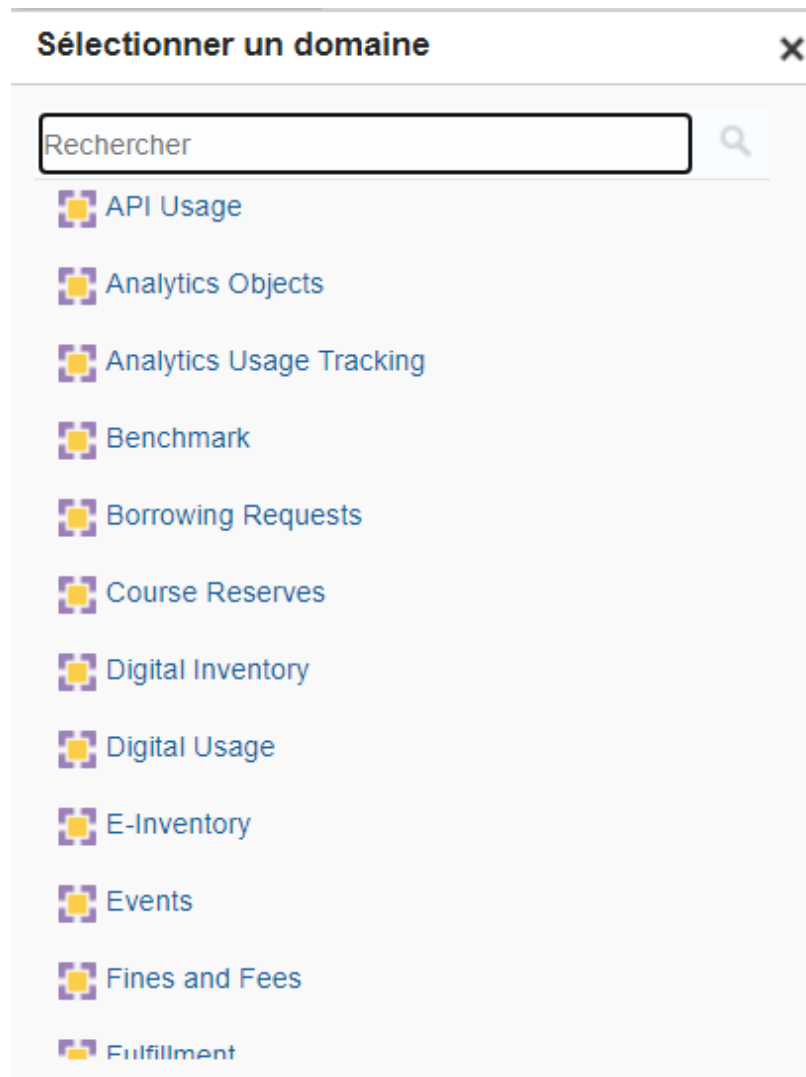 Sélectionner un domaine
Rechercher
API Usage
Analytics Objects
Analytics Usage Tracking
Benchmark
Borrowing Requests
Course Reserves
Digital Inventory
Digital Usage
E-Inventory
Events
Fines and Fees
Fulfillment